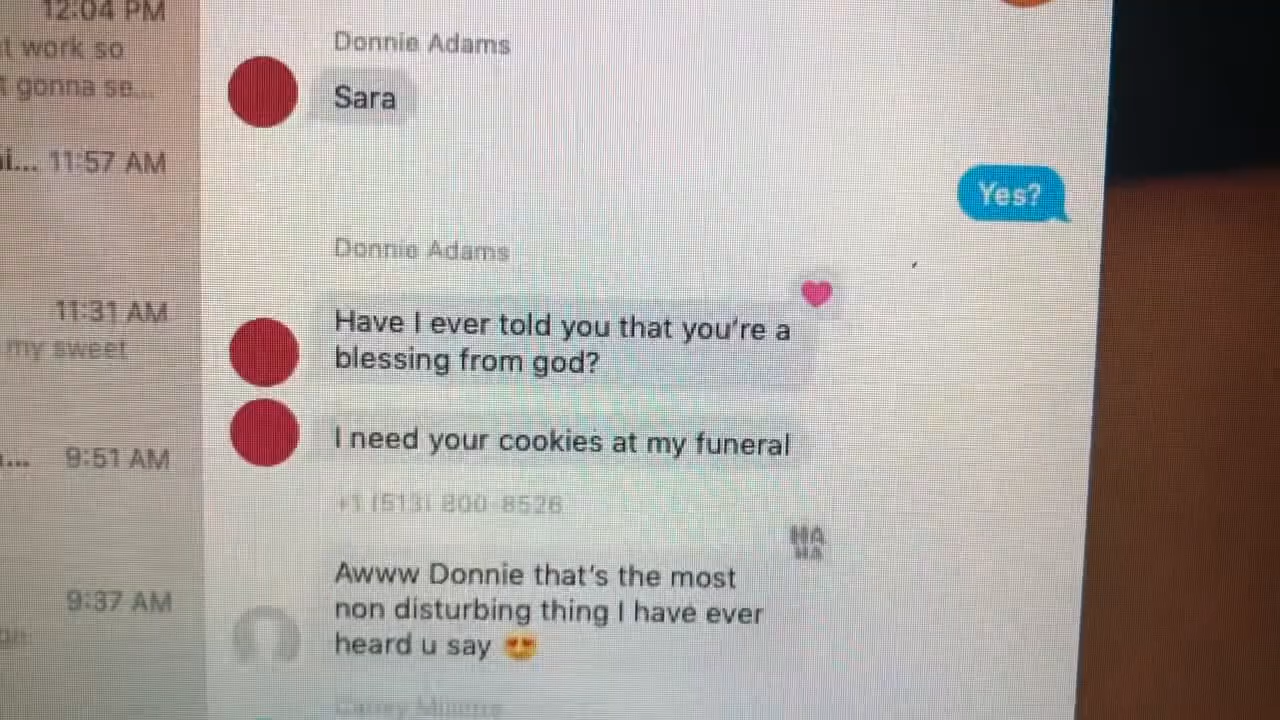 12:04 PM
t work so
t gonna se...
11:57 AM
11:31 AM
my sweet
9:51 AM
9:37 AM
Donnie Adams
Sara
Yes?
Donnie Adams
Have I ever told you that you're a
blessing from god?
I need your cookies at my funeral
+1 (513) 800-8526
HA
HA
Awww Donnie that's the most
non disturbing thing I have ever
heard u say 😍